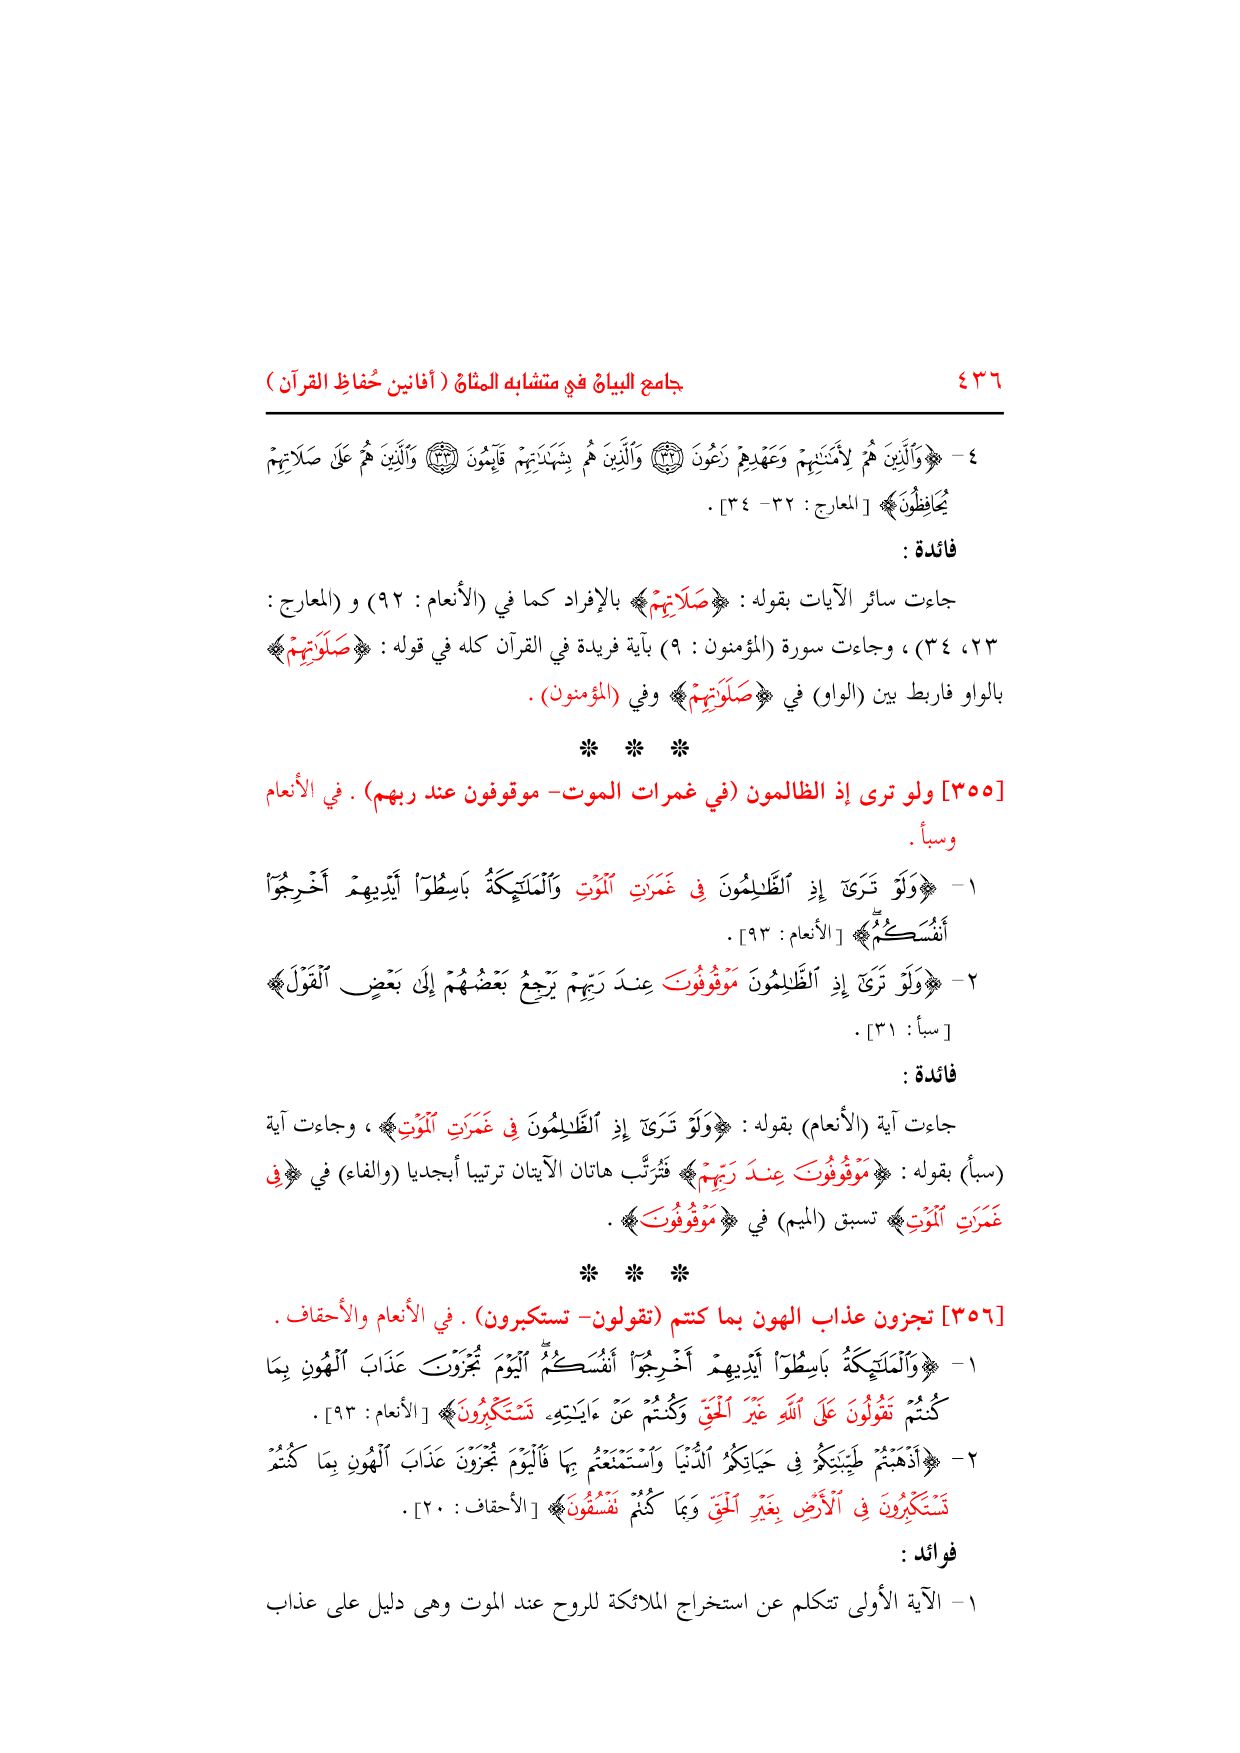 ٤٣٦ جامع البيان في متشابه المثان ( أفانين حُفاظِ القرآن )
٤- ﴿وَٱلَّذِينَ هُمْ لِأَمَٰنَٰتِهِمْ وَعَهْدِهِمْ رَٰعُونَ ٣٢ وَٱلَّذِينَ هُم بِشَهَٰدَٰتِهِمْ قَآئِمُونَ ٣٣ وَٱلَّذِينَ هُمْ عَلَىٰ صَلَاتِهِمْ
يُحَافِظُونَ﴾ [ المعارج : ٣٢- ٣٤] .
فائدة :
جاءت سائر الآيات بقوله : ﴿صَلَاتِهِمْ﴾ بالإفراد كما في (الأنعام : ٩٢) و (المعارج :
٢٣، ٣٤) ، وجاءت سورة (المؤمنون : ٩) بآية فريدة في القرآن كله في قوله : ﴿صَلَوَٰتِهِمْ﴾
بالواو فاربط بين (الواو) في ﴿صَلَوَٰتِهِمْ﴾ وفي (المؤمنون) .
❊ ❊ ❊
[٣٥٥] ولو ترى إذ الظالمون (في غمرات الموت- موقوفون عند ربهم) . في الأنعام
وسبأ .
١- ﴿وَلَوْ تَرَىٰٓ إِذِ ٱلظَّٰلِمُونَ فِى غَمَرَٰتِ ٱلْمَوْتِ وَٱلْمَلَٰٓئِكَةُ بَاسِطُوٓا۟ أَيْدِيهِمْ أَخْرِجُوٓا۟
أَنفُسَكُمُ ۖ﴾ [ الأنعام : ٩٣] .
٢- ﴿وَلَوْ تَرَىٰٓ إِذِ ٱلظَّٰلِمُونَ مَوْقُوفُونَ عِندَ رَبِّهِمْ يَرْجِعُ بَعْضُهُمْ إِلَىٰ بَعْضٍ ٱلْقَوْلَ﴾
[ سبأ : ٣١] .
فائدة :
جاءت آية (الأنعام) بقوله : ﴿وَلَوْ تَرَىٰٓ إِذِ ٱلظَّٰلِمُونَ فِى غَمَرَٰتِ ٱلْمَوْتِ﴾ ، وجاءت آية
(سبأ) بقوله : ﴿مَوْقُوفُونَ عِندَ رَبِّهِمْ﴾ فَتُرَتَّب هاتان الآيتان ترتيبا أبجديا (والفاء) في ﴿فِى
غَمَرَٰتِ ٱلْمَوْتِ﴾ تسبق (الميم) في ﴿مَوْقُوفُونَ﴾ .
❊ ❊ ❊
[٣٥٦] تجزون عذاب الهون بما كنتم (تقولون- تستكبرون) . في الأنعام والأحقاف .
١- ﴿وَٱلْمَلَٰٓئِكَةُ بَاسِطُوٓا۟ أَيْدِيهِمْ أَخْرِجُوٓا۟ أَنفُسَكُمُ ۖ ٱلْيَوْمَ تُجْزَوْنَ عَذَابَ ٱلْهُونِ بِمَا
كُنتُمْ تَقُولُونَ عَلَى ٱللَّهِ غَيْرَ ٱلْحَقِّ وَكُنتُمْ عَنْ ءَايَٰتِهِۦ تَسْتَكْبِرُونَ﴾ [ الأنعام : ٩٣] .
٢- ﴿أَذْهَبْتُمْ طَيِّبَٰتِكُمْ فِى حَيَاتِكُمُ ٱلدُّنْيَا وَٱسْتَمْتَعْتُم بِهَا فَٱلْيَوْمَ تُجْزَوْنَ عَذَابَ ٱلْهُونِ بِمَا كُنتُمْ
تَسْتَكْبِرُونَ فِى ٱلْأَرْضِ بِغَيْرِ ٱلْحَقِّ وَبِمَا كُنتُمْ تَفْسُقُونَ﴾ [ الأحقاف : ٢٠] .
فوائد :
١- الآية الأولى تتكلم عن استخراج الملائكة للروح عند الموت وهى دليل على عذاب